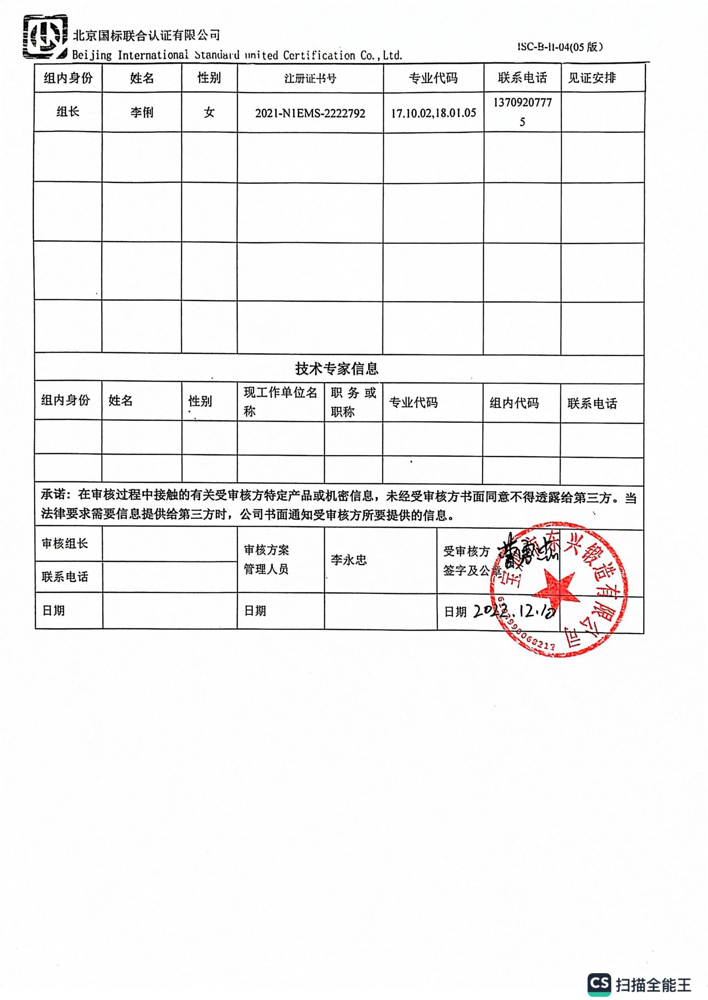 北京国标联合认证有限公司
ISC-B-II-04(05 版)
Beijing International Standard united Certification Co.,Ltd.
组内身份 姓名 性别 注册证书号 专业代码 联系电话 见证安排
组长 李俐 女 2021-N1EMS-2222792 17.10.02,18.01.05 1370920777
5
技术专家信息
组内身份 姓名 性别 现工作单位名 职务或 专业代码 组内代码 联系电话
称 职称
承诺：在审核过程中接触的有关受审核方特定产品或机密信息，未经受审核方书面同意不得透露给第三方。当
法律要求需要信息提供给第三方时，公司书面通知受审核方所要提供的信息。
审核组长 审核方案 李永忠 受审核方
联系电话 管理人员 签字及公章
日期 日期 日期 2022.12.10
东兴锻造有限公司
CS 扫描全能王